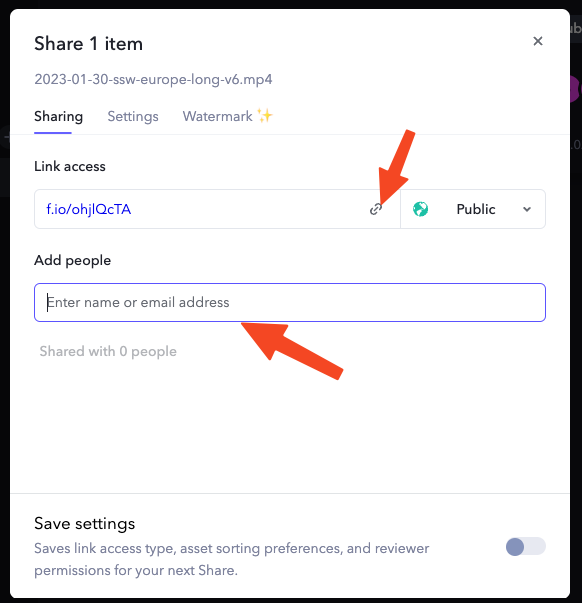 Share 1 item
2023-01-30-ssw-europe-long-v6.mp4
Sharing Settings Watermark ✨
Link access
f.io/ohjlQcTA Public
Add people
Enter name or email address
Shared with 0 people
Save settings
Saves link access type, asset sorting preferences, and reviewer
permissions for your next Share.